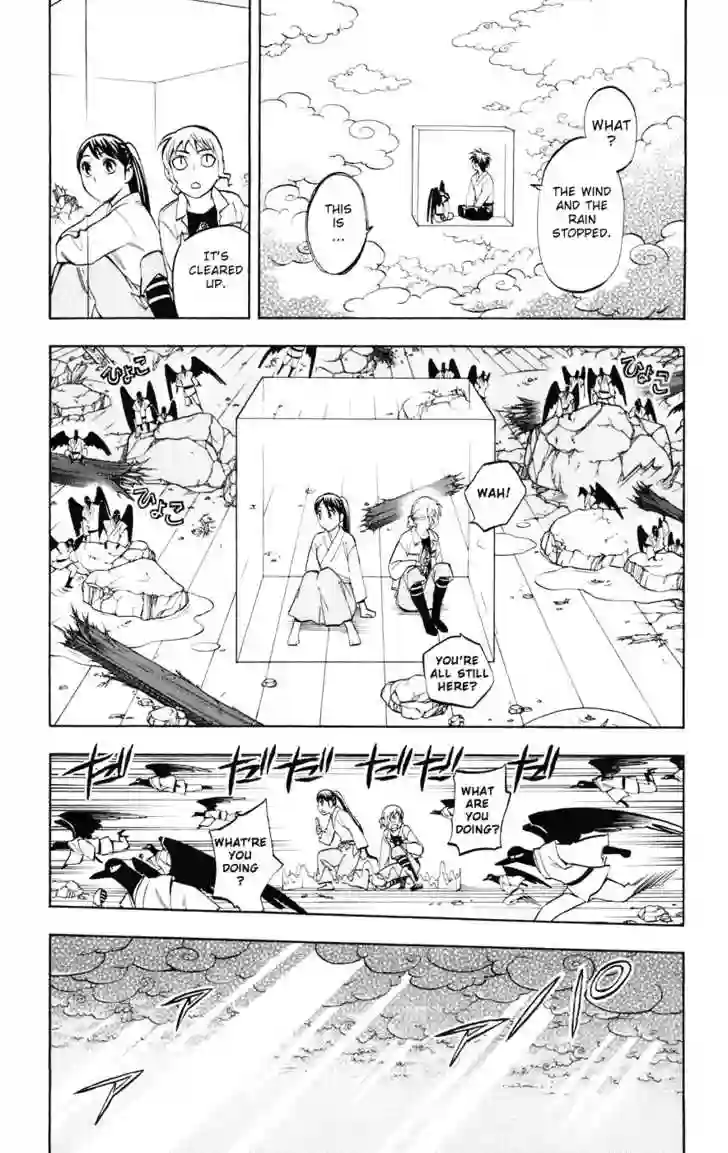 WHAT
?
THE WIND
AND THE
RAIN
STOPPED.
THIS
IS
...
IT'S
CLEARED
UP.
ひょこ
ひょこ
ひょこ
WAH!
YOU'RE
ALL STILL
HERE?
WHAT
ARE
YOU
DOING?
WHAT'RE
YOU
DOING
?
パアアア